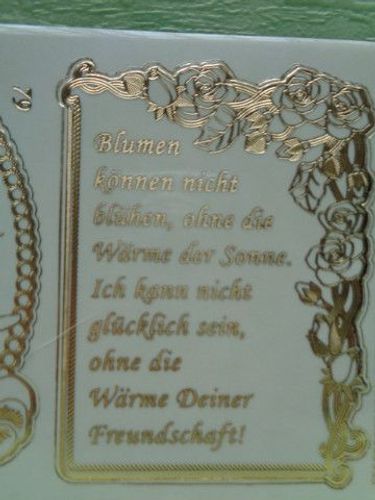 79
Blumen
können nicht
blühen, ohne die
Wärme der Sonne.
Ich kann nicht
glücklich sein,
ohne die
Wärme Deiner
Freundschaft!